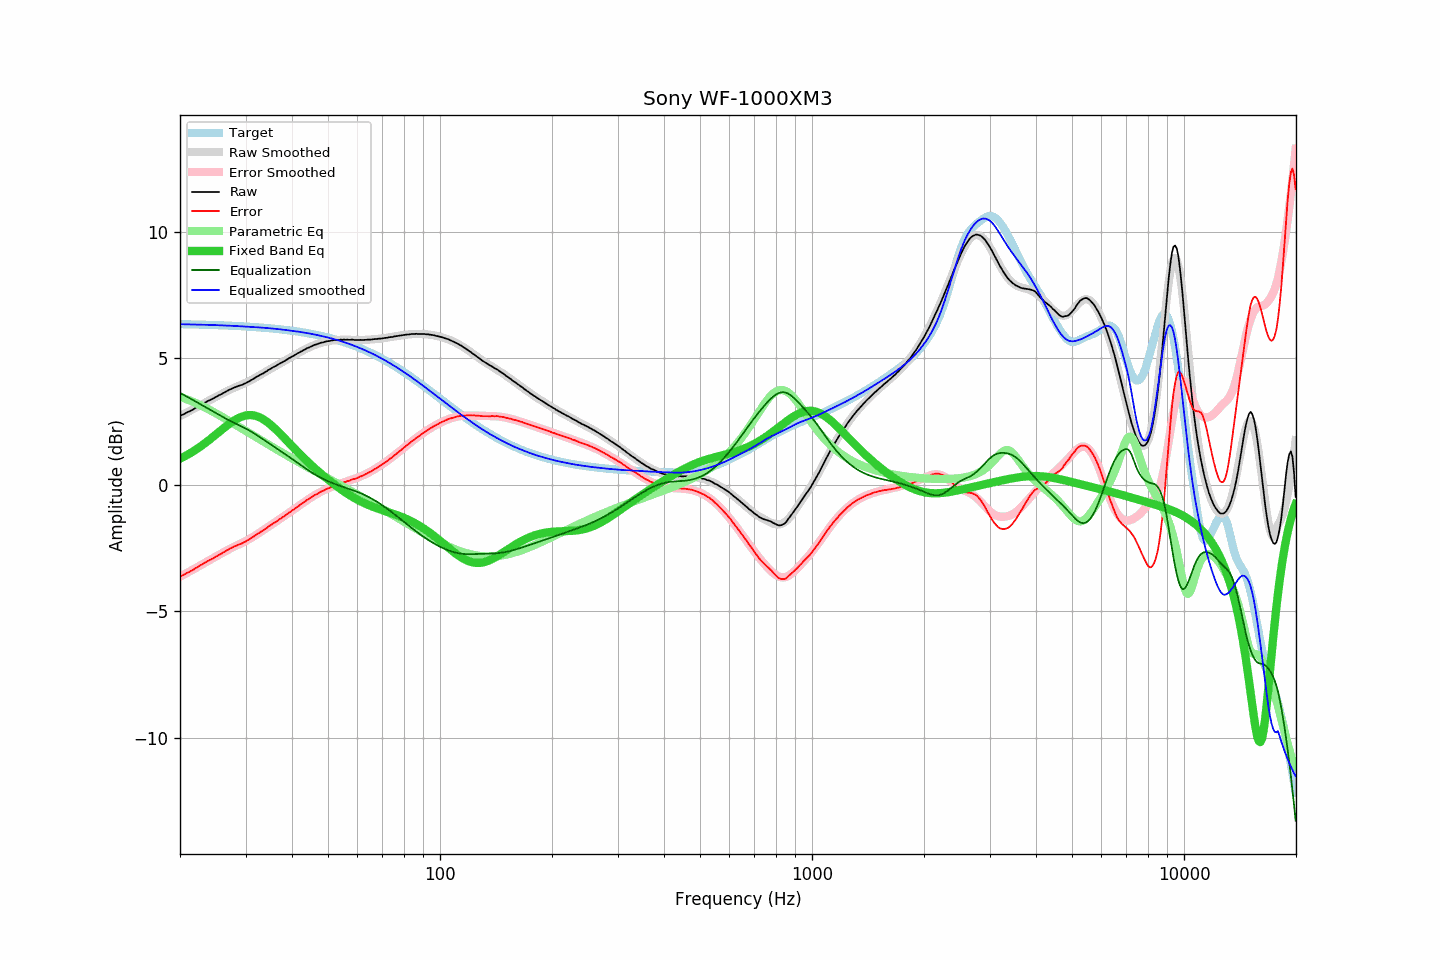 Sony WF-1000XM3
Target
Raw Smoothed
Error Smoothed
Raw
Error
Parametric Eq
Fixed Band Eq
Equalization
Equalized smoothed
10
5
0
−5
−10
Amplitude (dBr)
100
1000
10000
Frequency (Hz)